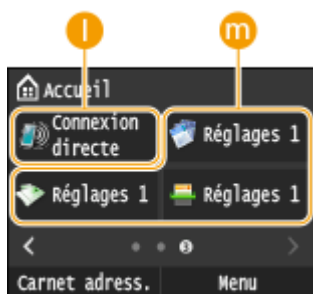 l m
Accueil
Connexion directe
Réglages 1
Réglages 1
Réglages 1
3
Carnet adress. Menu